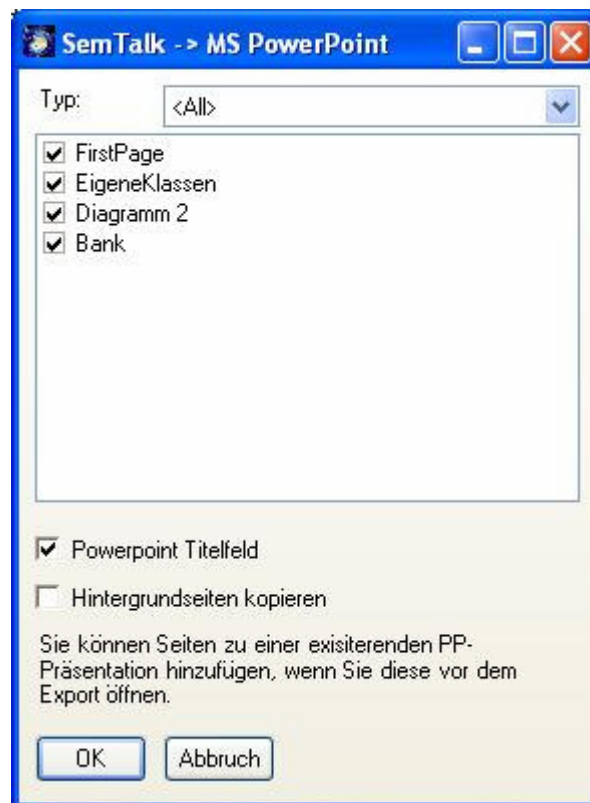 SemTalk -> MS PowerPoint
Typ: <All>
FirstPage
EigeneKlassen
Diagramm 2
Bank
Powerpoint Titelfeld
Hintergrundseiten kopieren
Sie können Seiten zu einer exisiterenden PP-
Präsentation hinzufügen, wenn Sie diese vor dem
Export öffnen.
OK Abbruch